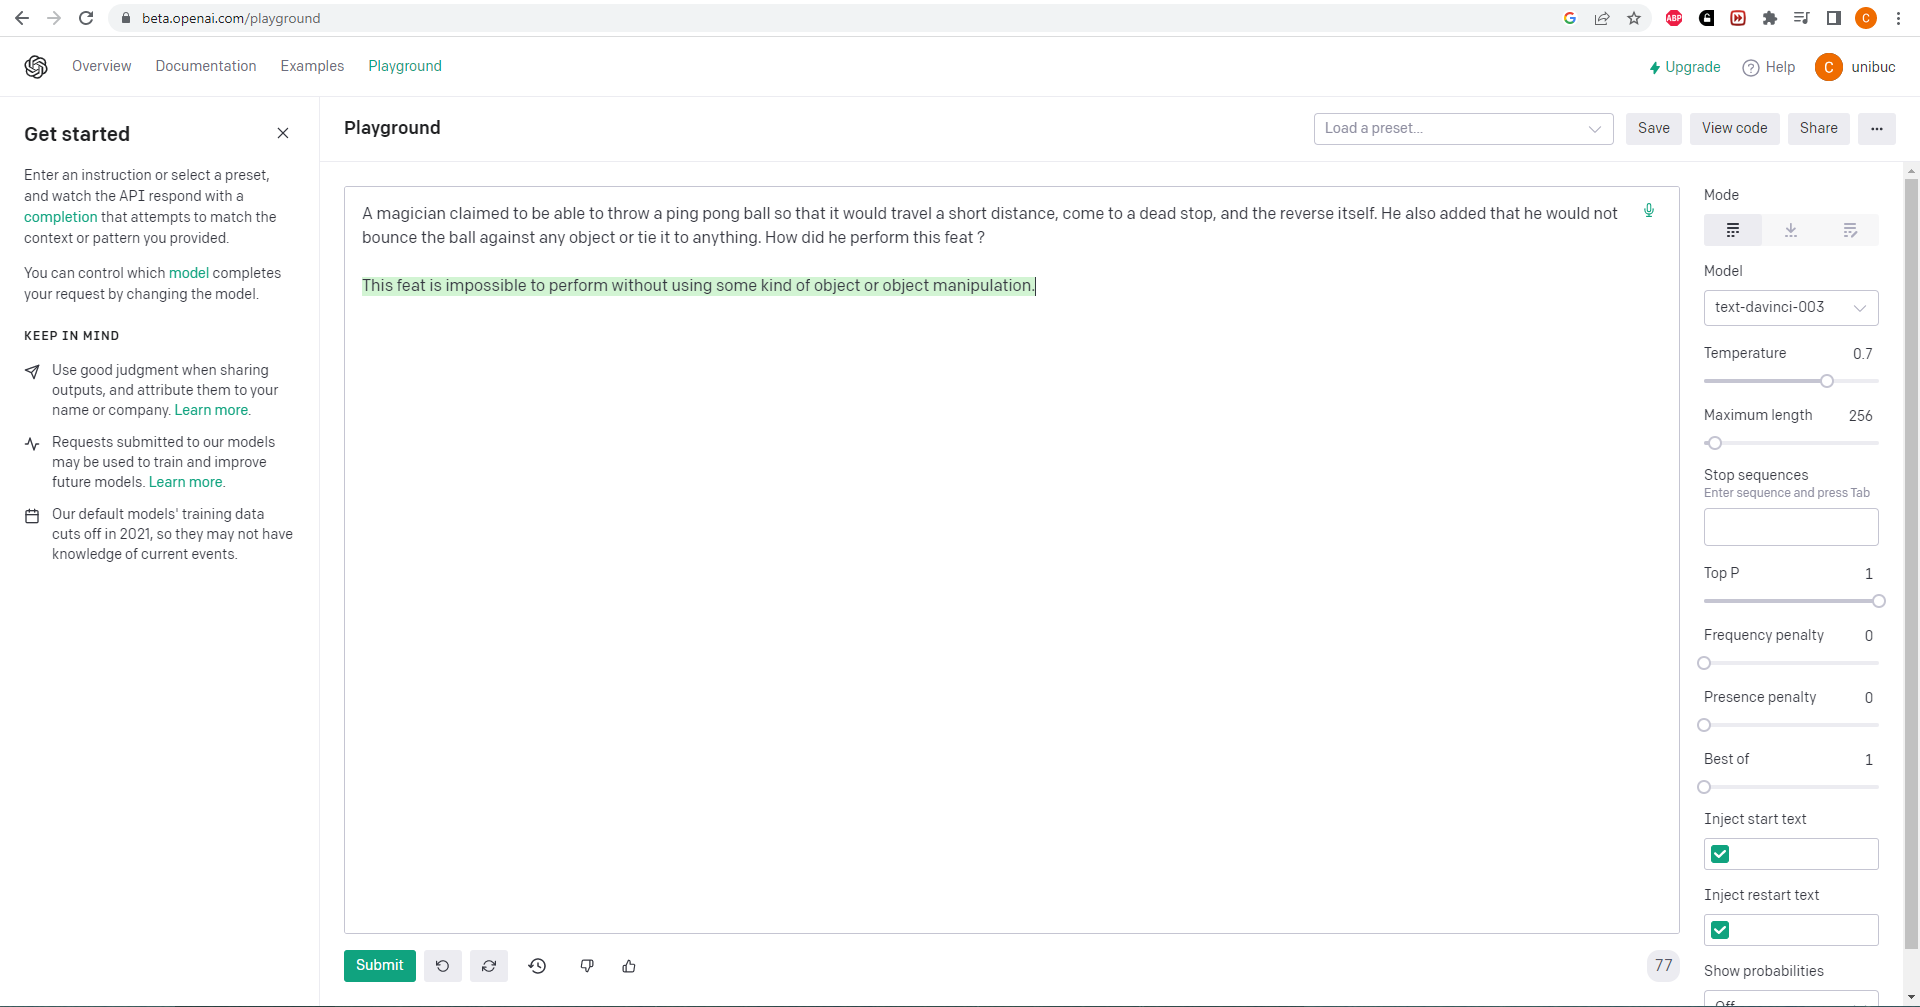 beta.openai.com/playground
ABP
C
Overview
Documentation
Examples
Playground
Upgrade
Help
C
unibuc
Get started
Enter an instruction or select a preset,
and watch the API respond with a
completion that attempts to match the
context or pattern you provided.
You can control which model completes
your request by changing the model.
KEEP IN MIND
Use good judgment when sharing
outputs, and attribute them to your
name or company. Learn more.
Requests submitted to our models
may be used to train and improve
future models. Learn more.
Our default models' training data
cuts off in 2021, so they may not have
knowledge of current events.
Playground
Load a preset...
Save
View code
Share
A magician claimed to be able to throw a ping pong ball so that it would travel a short distance, come to a dead stop, and the reverse itself. He also added that he would not
bounce the ball against any object or tie it to anything. How did he perform this feat ?
This feat is impossible to perform without using some kind of object or object manipulation.
Submit
77
Mode
Model
text-davinci-003
Temperature 0.7
Maximum length 256
Stop sequences
Enter sequence and press Tab
Top P 1
Frequency penalty 0
Presence penalty 0
Best of 1
Inject start text
Inject restart text
Show probabilities
Off